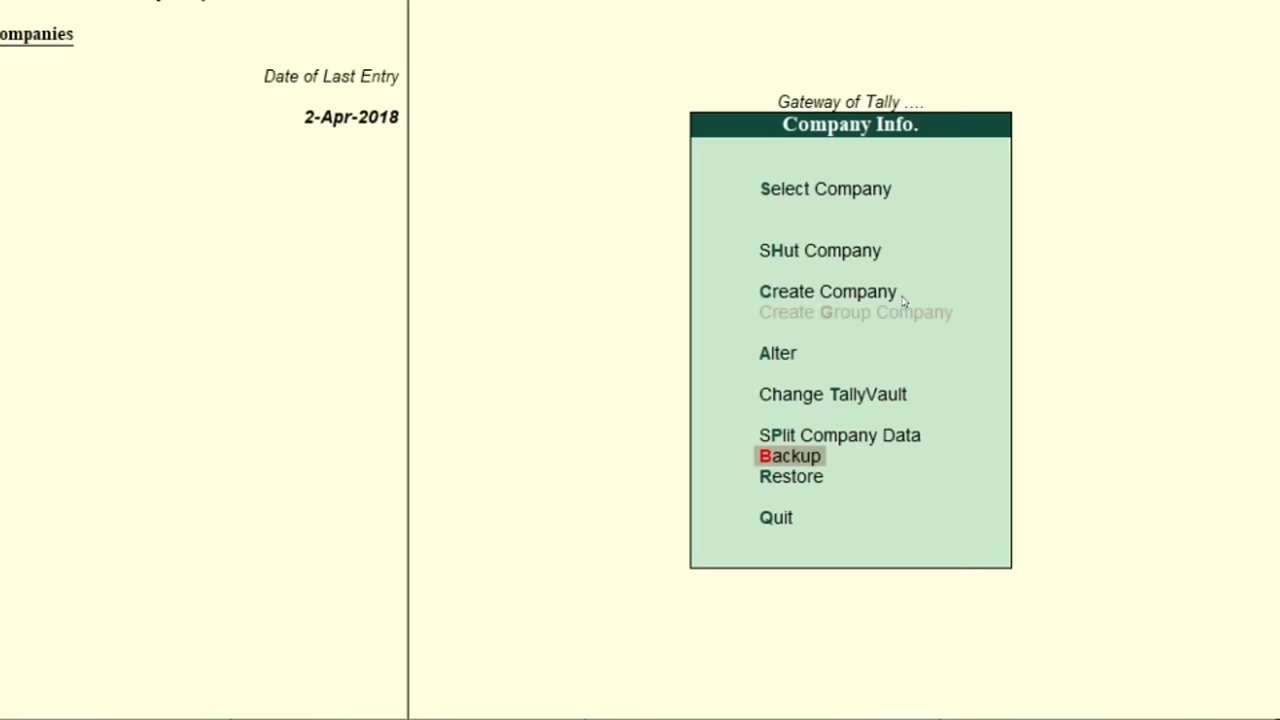 ompanies
Date of Last Entry
2-Apr-2018
Gateway of Tally ....
Company Info.
Select Company
SHut Company
Create Company
Create Group Company
Alter
Change TallyVault
SPlit Company Data
Backup
Restore
Quit